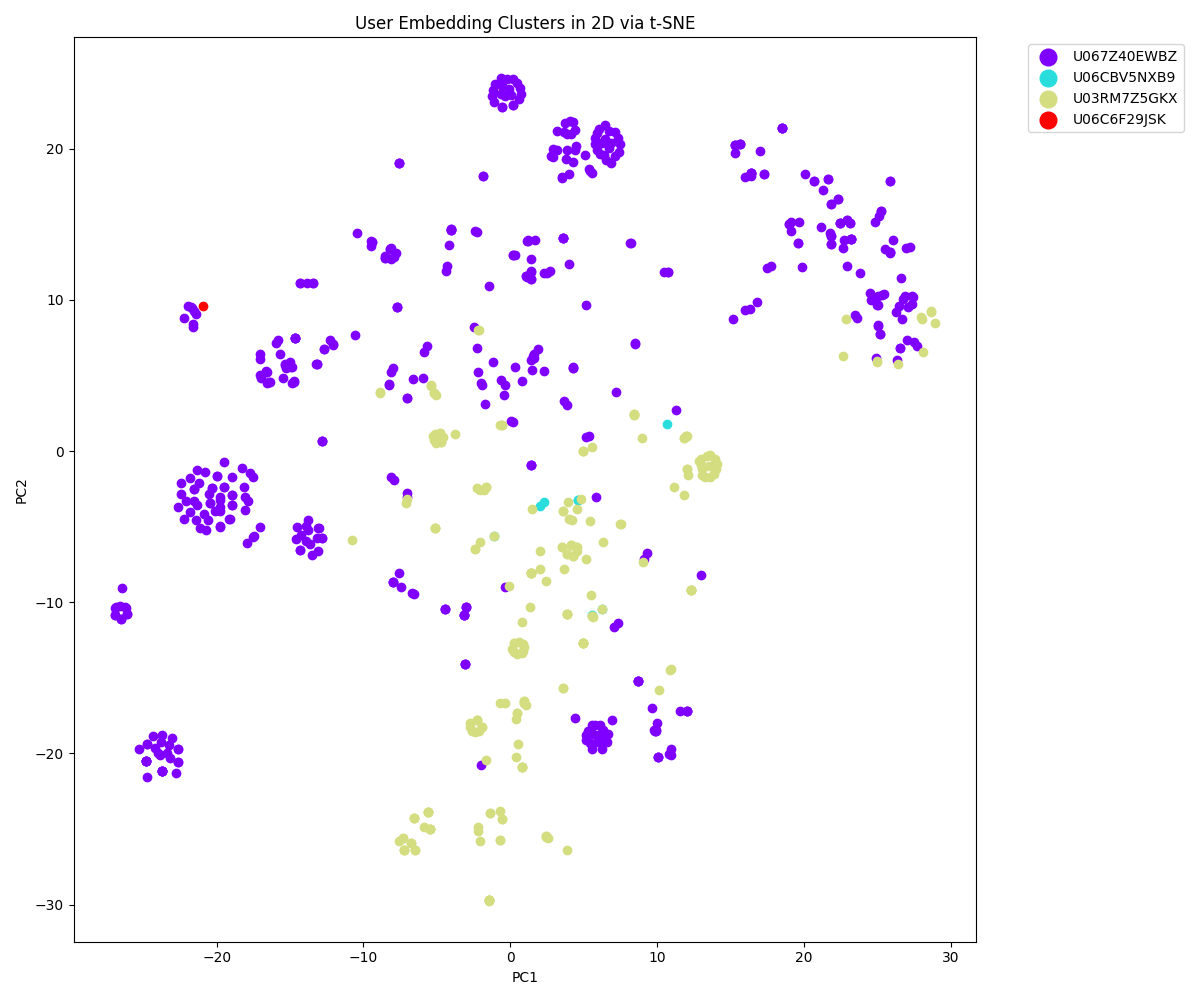 User Embedding Clusters in 2D via t-SNE
U067Z40EWBZ
U06CBV5NXB9
U03RM7Z5GKX
U06C6F29JSK
20
10
0
−10
−20
−30
PC2
−20
−10
0
10
20
30
PC1